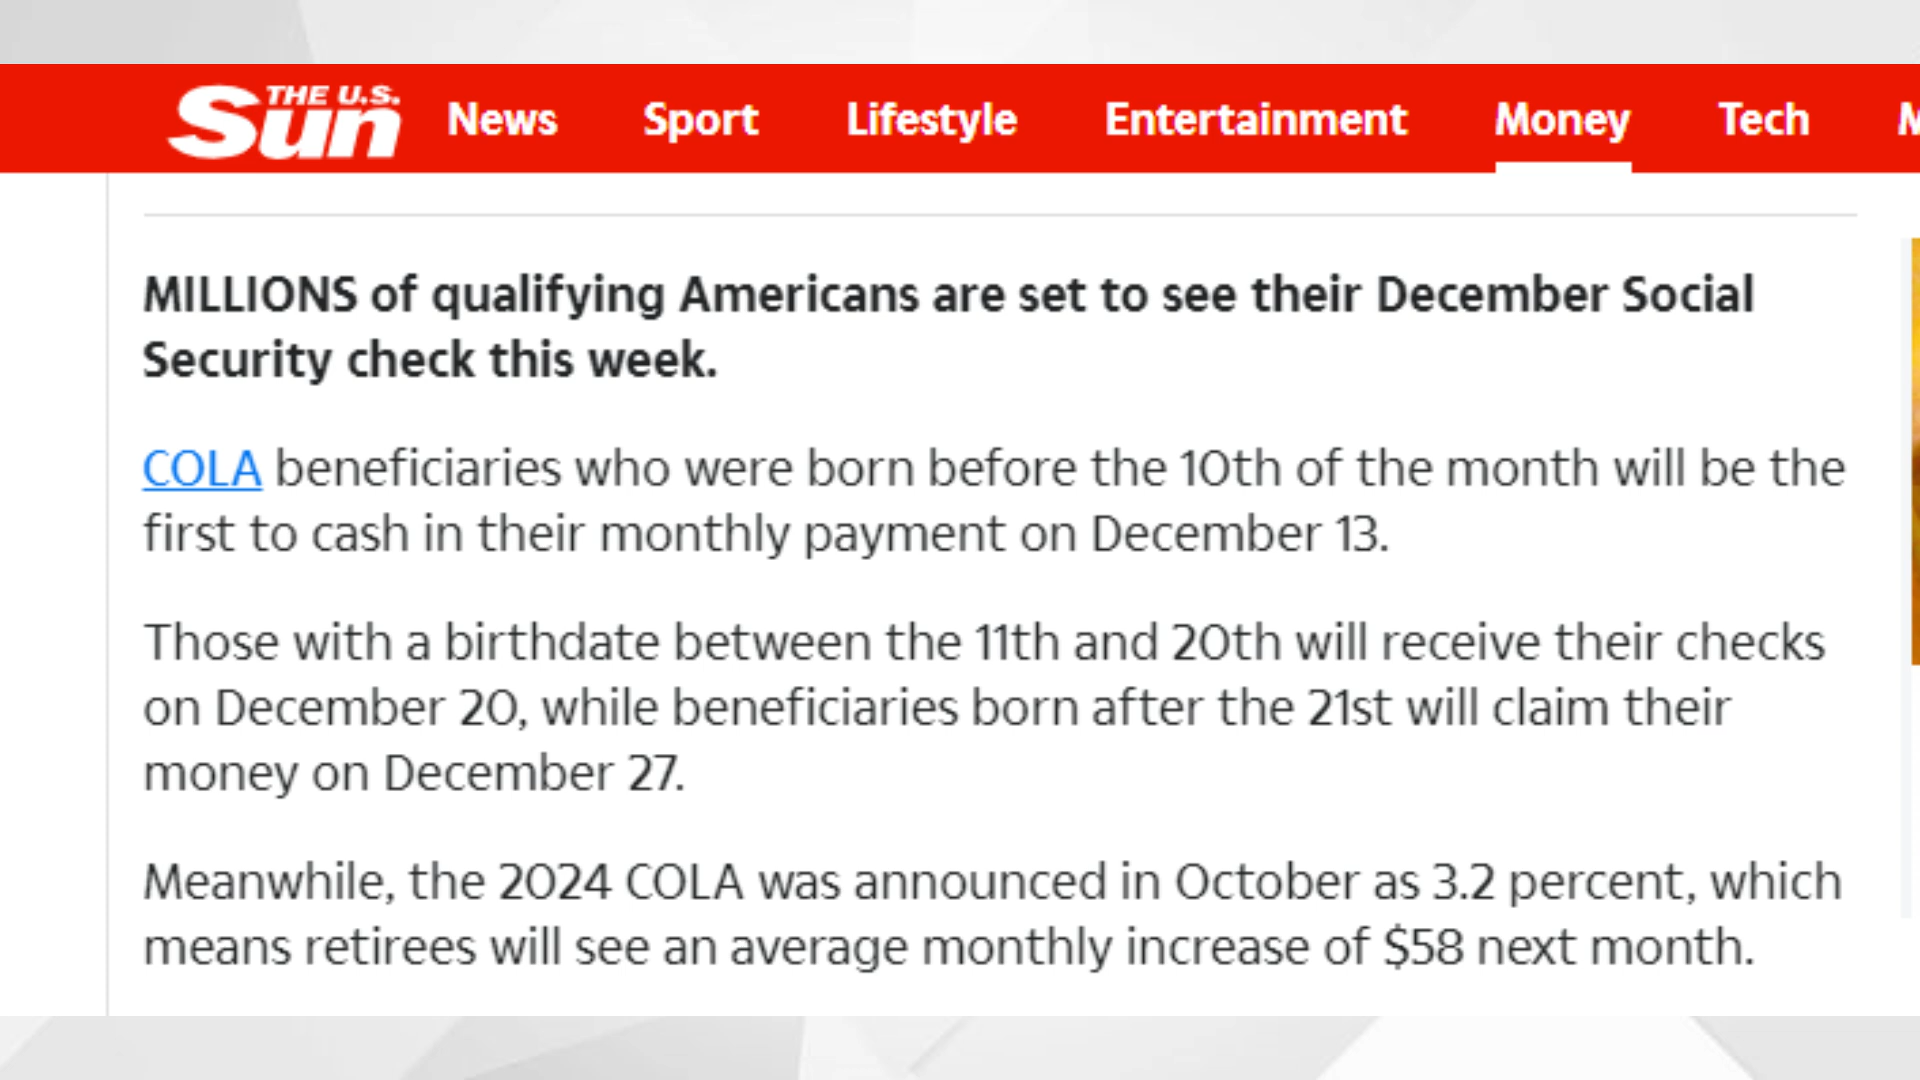 THE U.S.
Sun
News Sport Lifestyle Entertainment Money Tech M
MILLIONS of qualifying Americans are set to see their December Social
Security check this week.
COLA beneficiaries who were born before the 10th of the month will be the
first to cash in their monthly payment on December 13.
Those with a birthdate between the 11th and 20th will receive their checks
on December 20, while beneficiaries born after the 21st will claim their
money on December 27.
Meanwhile, the 2024 COLA was announced in October as 3.2 percent, which
means retirees will see an average monthly increase of $58 next month.